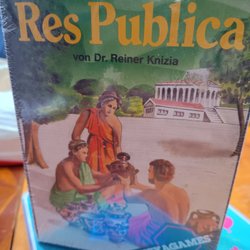 Res Publica
von Dr. Reiner Knizia